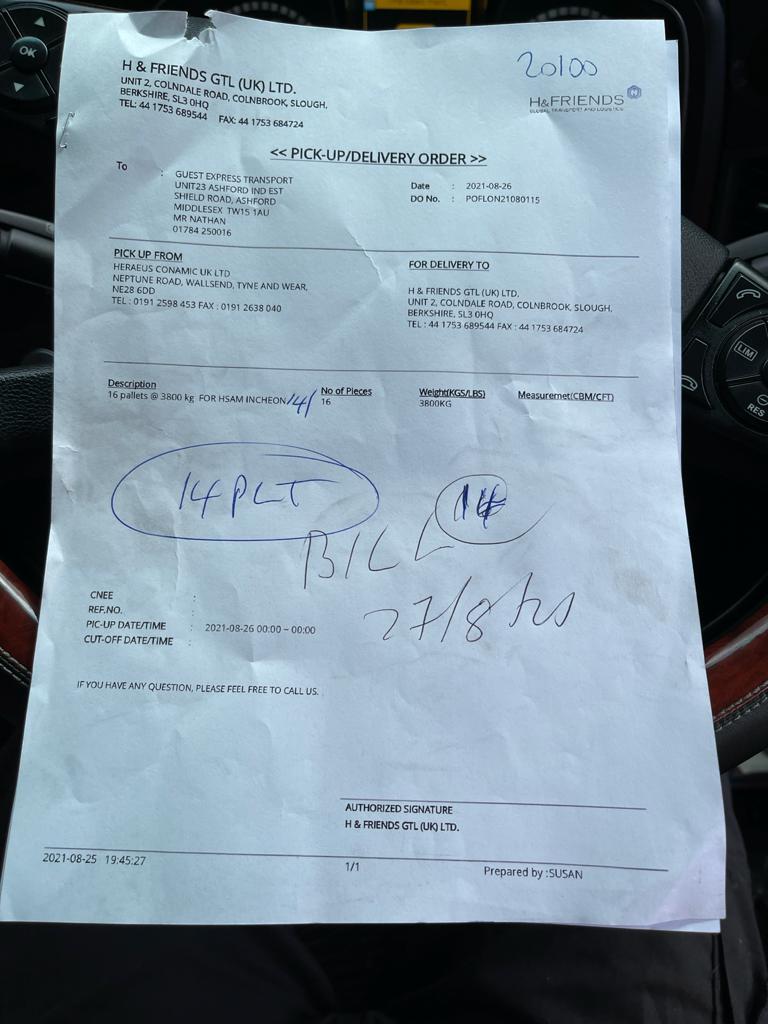 OK
20/00
H & FRIENDS GTL (UK) LTD.
UNIT 2, COLNDALE ROAD, COLNBROOK, SLOUGH,
BERKSHIRE, SL3 0HQ
TEL: 44 1753 689544 FAX: 44 1753 684724
H&FRIENDS
GLOBAL TRANSPORT AND LOGISTICS
<< PICK-UP/DELIVERY ORDER >>
To : GUEST EXPRESS TRANSPORT
UNIT23 ASHFORD IND EST
SHIELD ROAD, ASHFORD
MIDDLESEX TW15 1AU
MR NATHAN
01784 250016
Date : 2021-08-26
DO No. : POFLON21080115
PICK UP FROM
HERAEUS CONAMIC UK LTD
NEPTUNE ROAD, WALLSEND, TYNE AND WEAR,
NE28 6DD
TEL : 0191 2598 453 FAX : 0191 2638 040
FOR DELIVERY TO
H & FRIENDS GTL (UK) LTD.
UNIT 2, COLNDALE ROAD, COLNBROOK, SLOUGH,
BERKSHIRE, SL3 0HQ
TEL : 44 1753 689544 FAX : 44 1753 684724
Description No of Pieces Weight(KGS/LBS) Measuremet(CBM/CFT)
16 pallets @ 3800 kg FOR HSAM INCHEON /14/ 16 3800KG
14 PLT
BILL 14
27/8
CNEE :
REF.NO. :
PIC-UP DATE/TIME : 2021-08-26 00:00 – 00:00
CUT-OFF DATE/TIME :
IF YOU HAVE ANY QUESTION, PLEASE FEEL FREE TO CALL US.
AUTHORIZED SIGNATURE
H & FRIENDS GTL (UK) LTD.
2021-08-25 19:45:27
1/1
Prepared by :SUSAN
LIM
RES